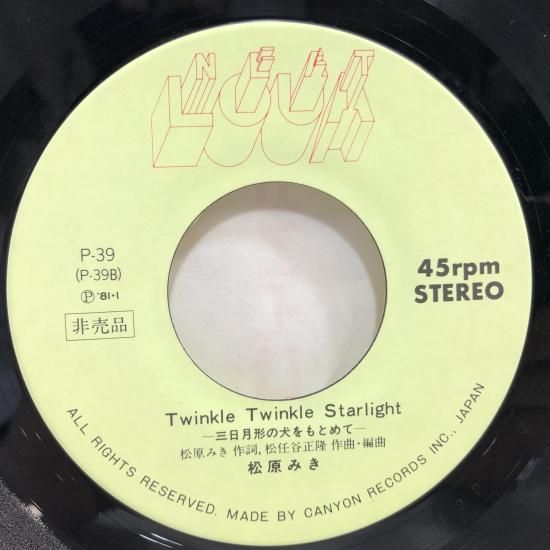 P-39
(P-39B)
Ⓟ '81・1
非売品
45rpm
STEREO
Twinkle Twinkle Starlight
―三日月形の犬をもとめて―
松原みき 作詞, 松任谷正隆 作曲・編曲
松原みき
ALL RIGHTS RESERVED. MADE BY CANYON RECORDS INC., JAPAN